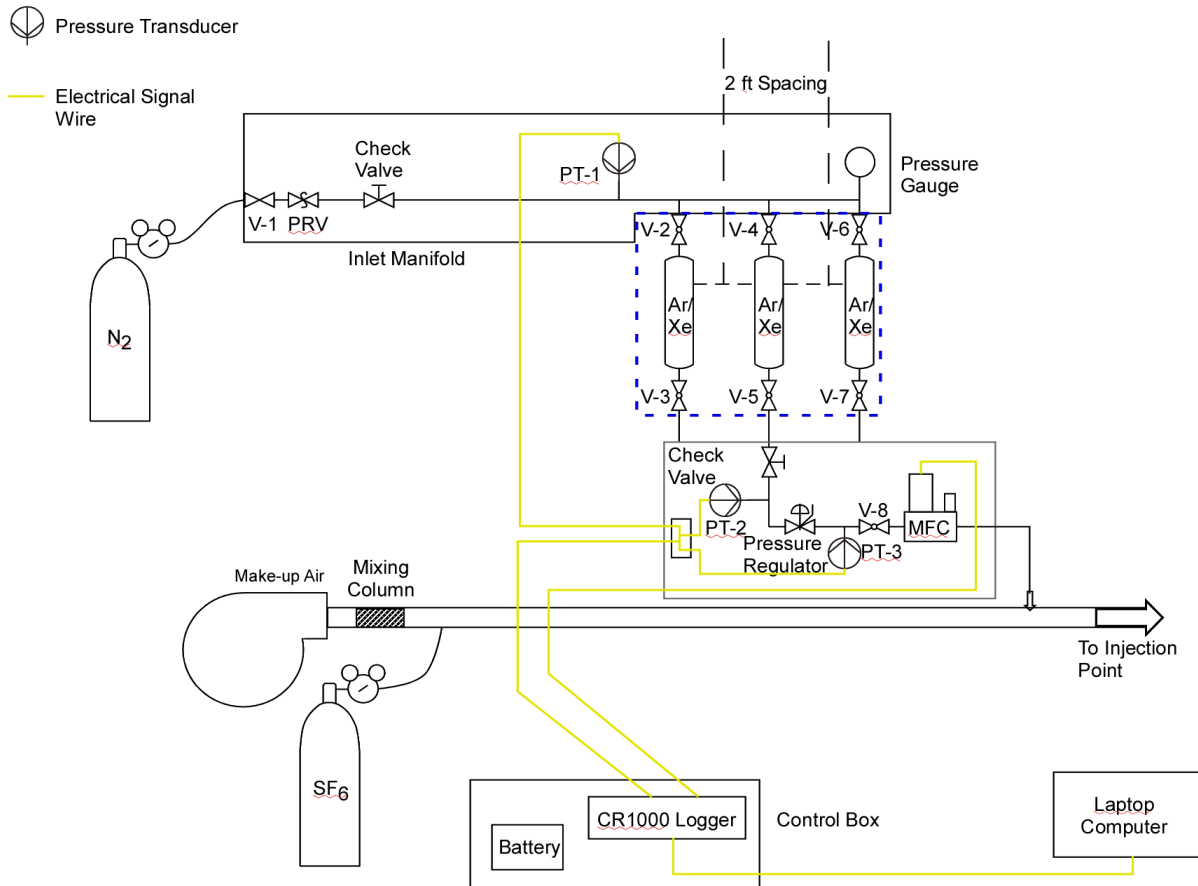 Pressure Transducer
Electrical Signal
Wire
2 ft Spacing
Check
Valve
PT-1
Pressure
Gauge
V-1
PRV
Inlet Manifold
V-2
V-4
V-6
N2
Ar/
Xe
Ar/
Xe
Ar/
Xe
V-3
V-5
V-7
Check
Valve
PT-2
V-8
MFC
Pressure
Regulator
PT-3
Make-up Air
Mixing
Column
To Injection
Point
SF6
CR1000 Logger
Battery
Control Box
Laptop
Computer